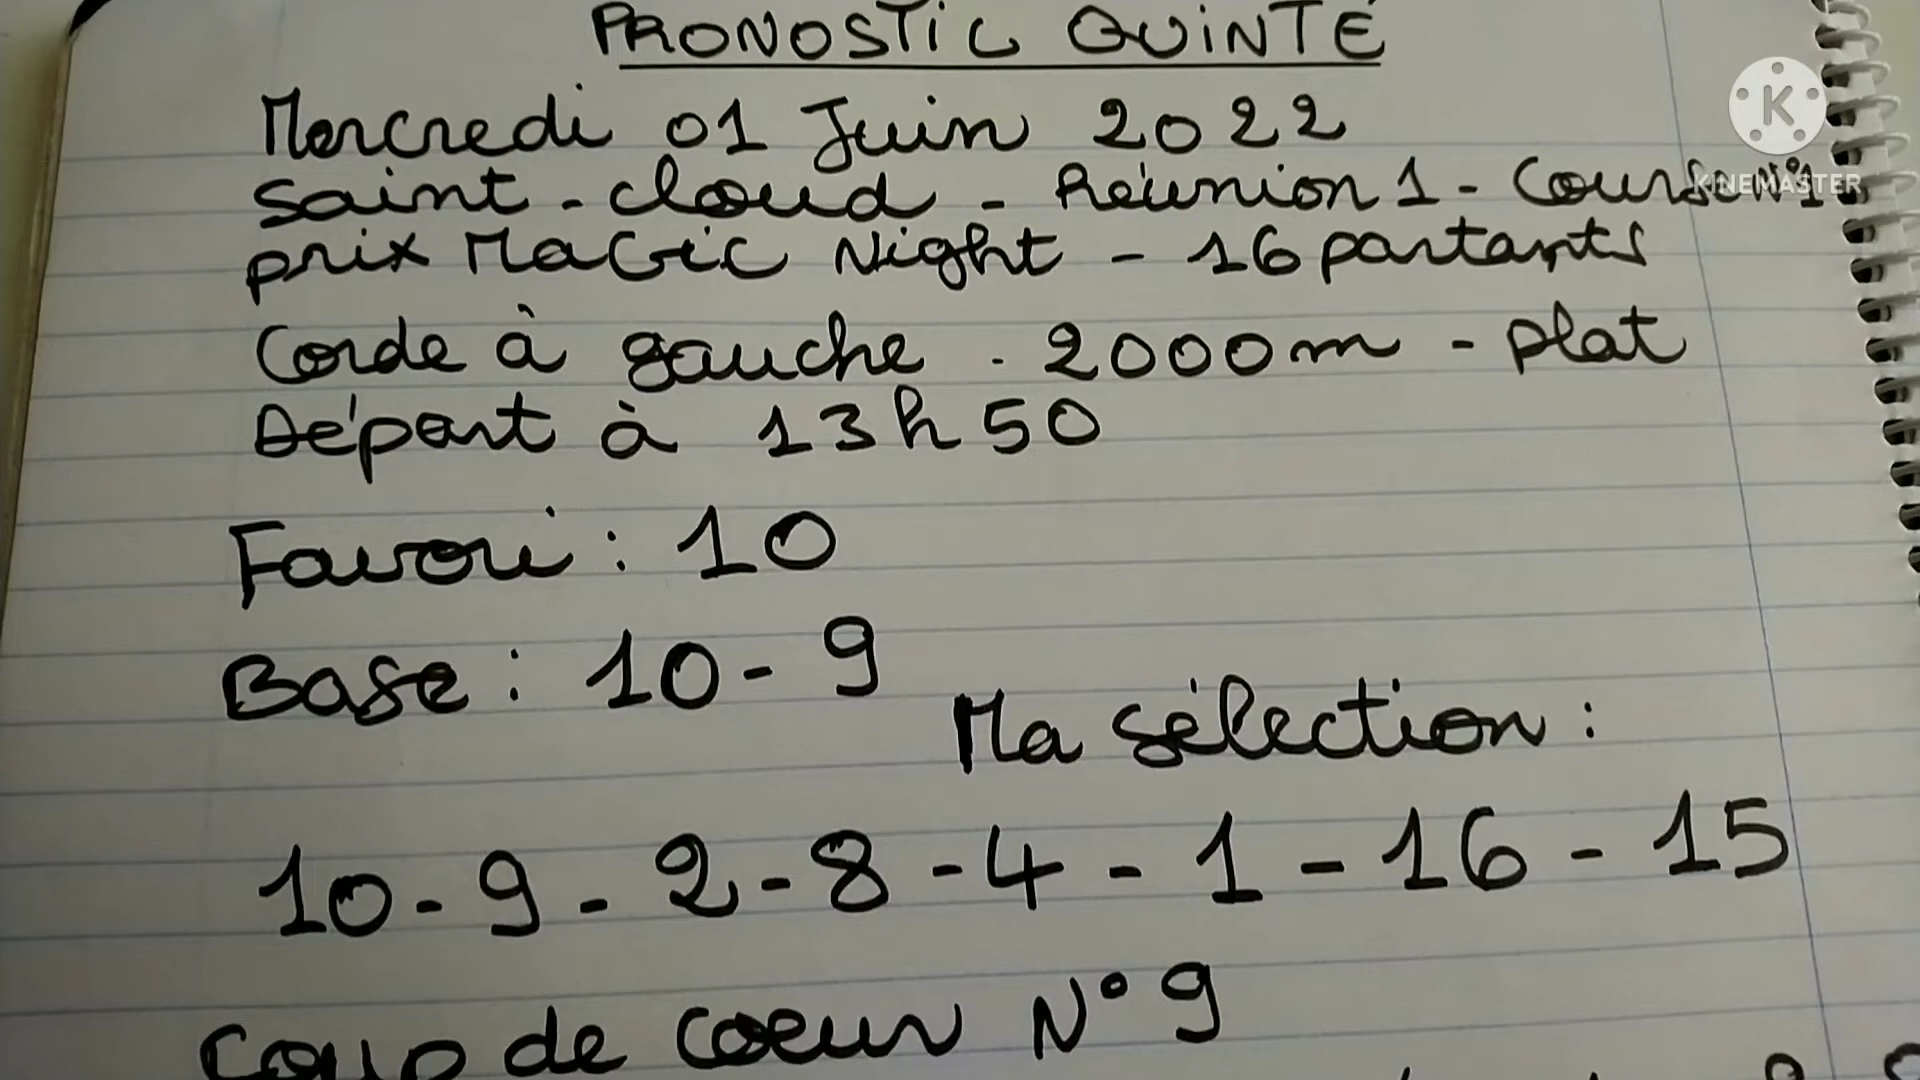 PRONOSTIC QUINTÉ
Mercredi 01 Juin 2022
Saint-Cloud - Réunion 1 - Course N°1
KINEMASTER
prix Magic Night - 16 partants
Corde à gauche - 2000m - plat
Départ à 13h50
Favori : 10
Base : 10-9
Ma sélection :
10 - 9 - 2 - 8 - 4 - 1 - 16 - 15
Coup de coeur N° 9